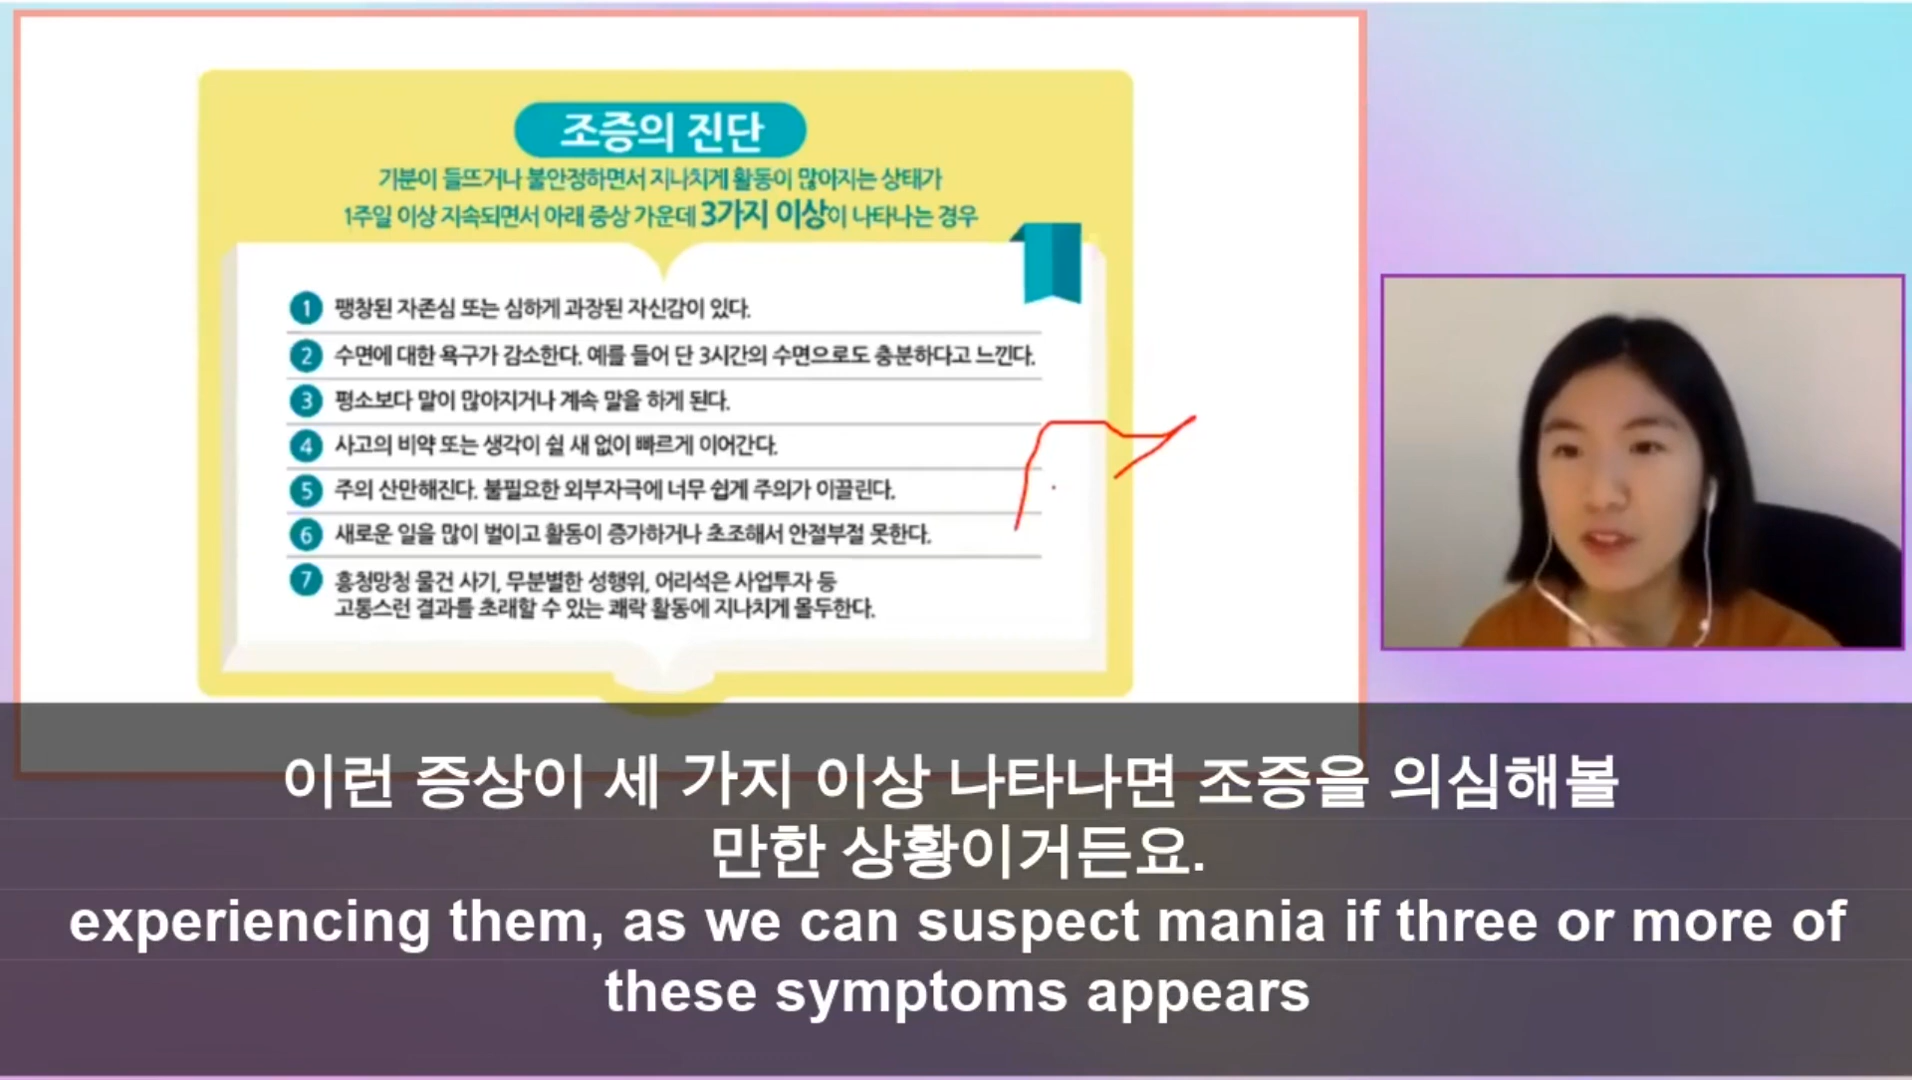 조증의 진단
기분이 들뜨거나 불안정하면서 지나치게 활동이 많아지는 상태가
1주일 이상 지속되면서 아래 증상 가운데 3가지 이상이 나타나는 경우
1 팽창된 자존심 또는 심하게 과장된 자신감이 있다.
2 수면에 대한 욕구가 감소한다. 예를 들어 단 3시간의 수면으로도 충분하다고 느낀다.
3 평소보다 말이 많아지거나 계속 말을 하게 된다.
4 사고의 비약 또는 생각이 쉴 새 없이 빠르게 이어간다.
5 주의 산만해진다. 불필요한 외부자극에 너무 쉽게 주의가 이끌린다.
6 새로운 일을 많이 벌이고 활동이 증가하거나 초조해서 안절부절 못한다.
7 흥청망청 물건 사기, 무분별한 성행위, 어리석은 사업투자 등
고통스런 결과를 초래할 수 있는 쾌락 활동에 지나치게 몰두한다.
이런 증상이 세 가지 이상 나타나면 조증을 의심해볼
만한 상황이거든요.
experiencing them, as we can suspect mania if three or more of
these symptoms appears